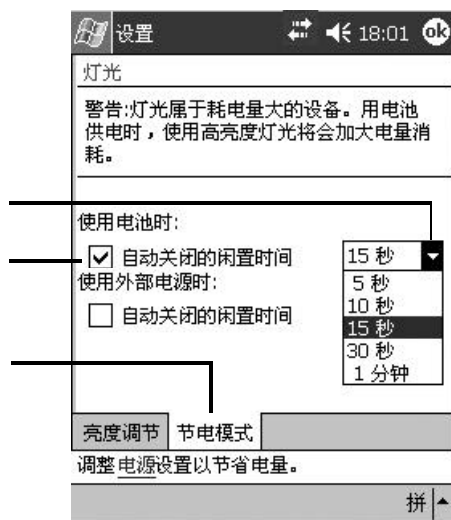 设置 18:01 ok
灯光
警告:灯光属于耗电量大的设备。用电池
供电时，使用高亮度灯光将会加大电量消
耗。
使用电池时:
自动关闭的闲置时间 15 秒
使用外部电源时:
自动关闭的闲置时间
5 秒
10 秒
15 秒
30 秒
1 分钟
亮度调节 节电模式
调整 电源设置以节省电量。
拼